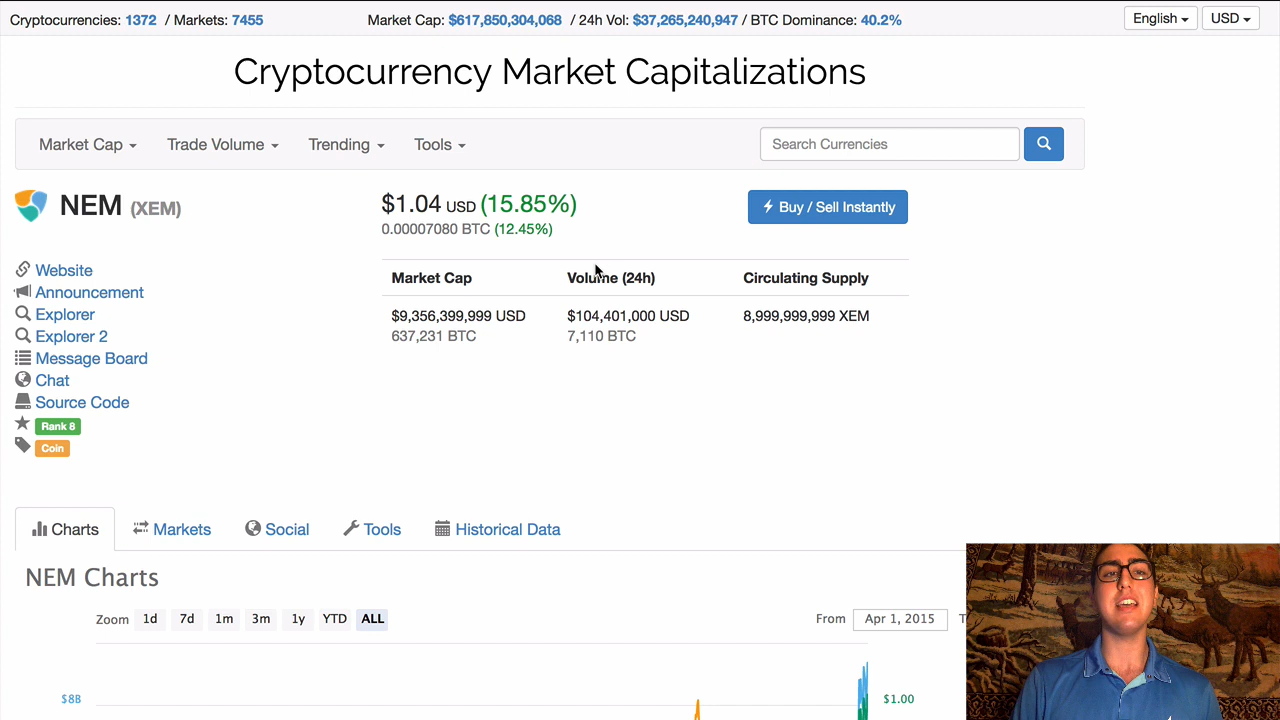 Cryptocurrencies: 1372 / Markets: 7455 Market Cap: $617,850,304,068 / 24h Vol: $37,265,240,947 / BTC Dominance: 40.2% English USD
Cryptocurrency Market Capitalizations
Market Cap Trade Volume Trending Tools Search Currencies
NEM (XEM) $1.04 USD (15.85%) Buy / Sell Instantly
0.00007080 BTC (12.45%)
Website
Market Cap Volume (24h) Circulating Supply
Announcement
Explorer $9,356,399,999 USD $104,401,000 USD 8,999,999,999 XEM
Explorer 2 637,231 BTC 7,110 BTC
Message Board
Chat
Source Code
Rank 8
Coin
Charts Markets Social Tools Historical Data
NEM Charts
Zoom 1d 7d 1m 3m 1y YTD ALL From Apr 1, 2015
$8B $1.00